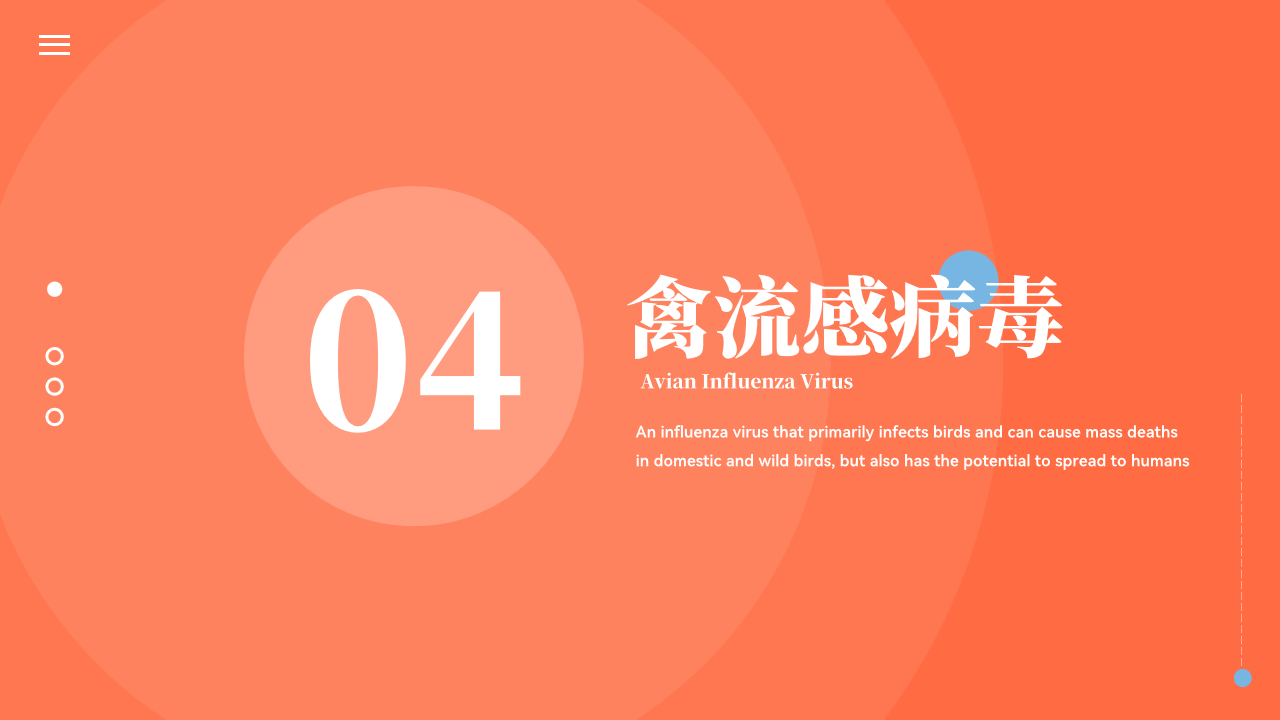 04
禽流感病毒
Avian Influenza Virus
An influenza virus that primarily infects birds and can cause mass deaths
in domestic and wild birds, but also has the potential to spread to humans